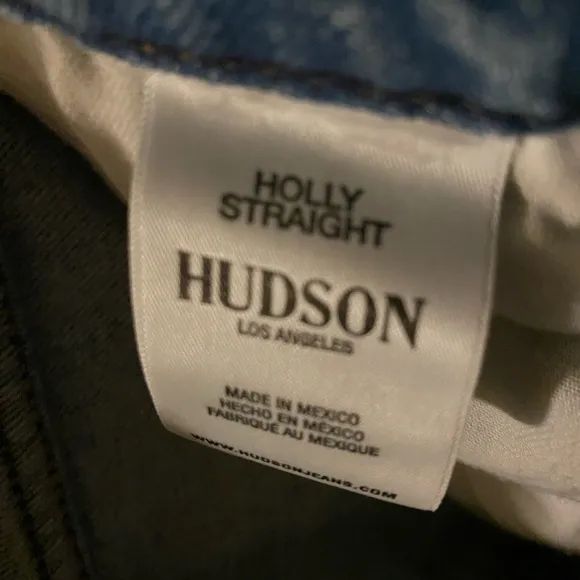 HOLLY
STRAIGHT
HUDSON
LOS ANGELES
MADE IN MEXICO
HECHO EN MÉXICO
FABRIQUÉ AU MEXIQUE
WWW.HUDSONJEANS.COM